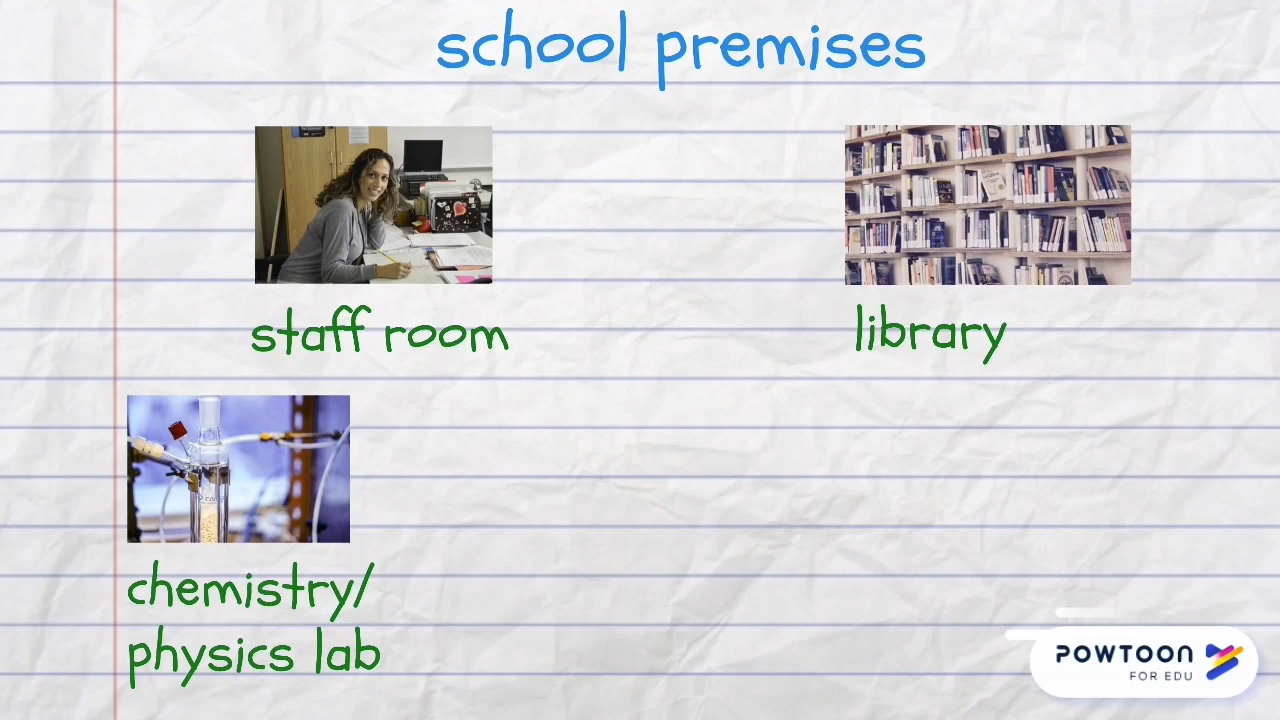 school premises
staff room
library
chemistry/
physics lab
POWTOON
FOR EDU